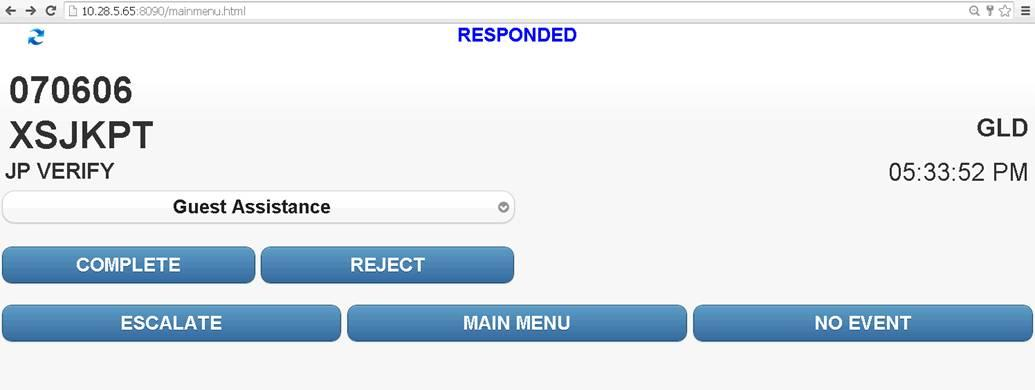 10.28.5.65:8090/mainmenu.html
RESPONDED
070606
XSJKPT
GLD
JP VERIFY
05:33:52 PM
Guest Assistance
COMPLETE REJECT
ESCALATE MAIN MENU NO EVENT